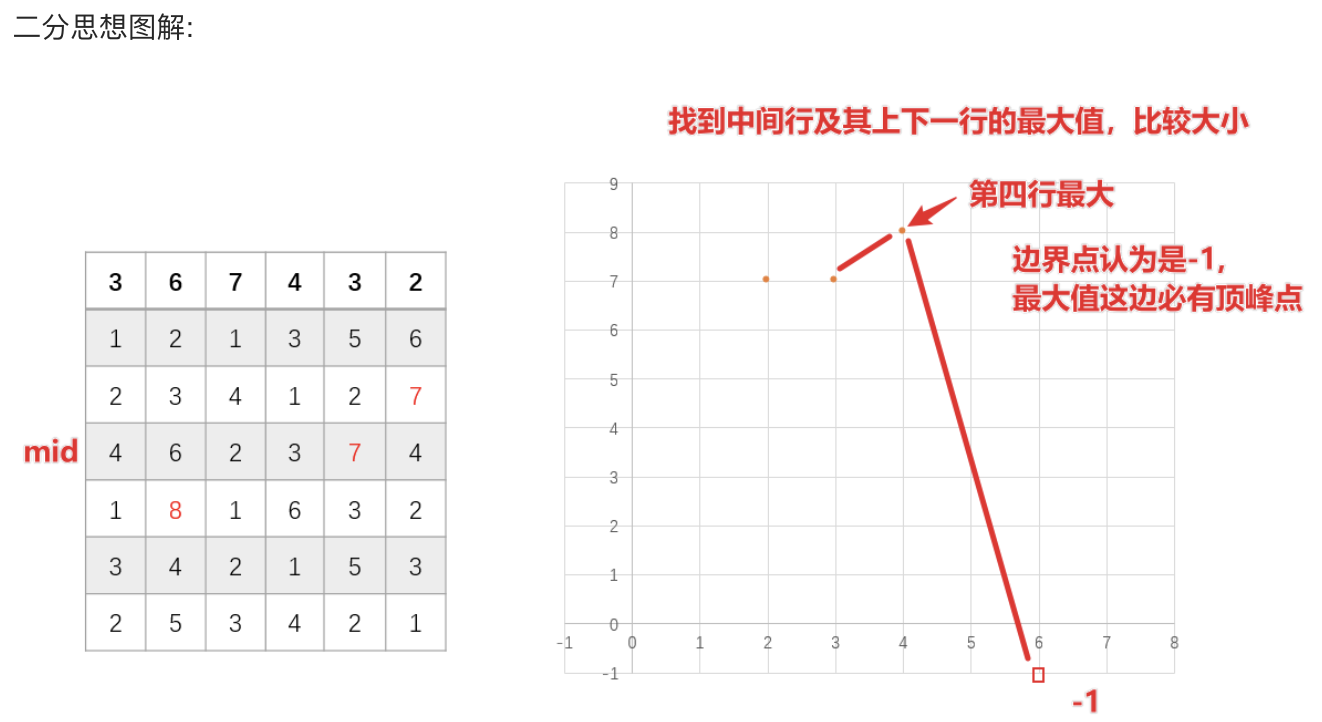 二分思想图解:
找到中间行及其上下一行的最大值，比较大小
第四行最大
边界点认为是-1,
最大值这边必有顶峰点
3 6 7 4 3 2
1 2 1 3 5 6
2 3 4 1 2 7
mid 4 6 2 3 7 4
1 8 1 6 3 2
3 4 2 1 5 3
2 5 3 4 2 1
9
8
7
6
5
4
3
2
1
0
-1
-1 0 1 2 3 4 5 6 7 8
-1